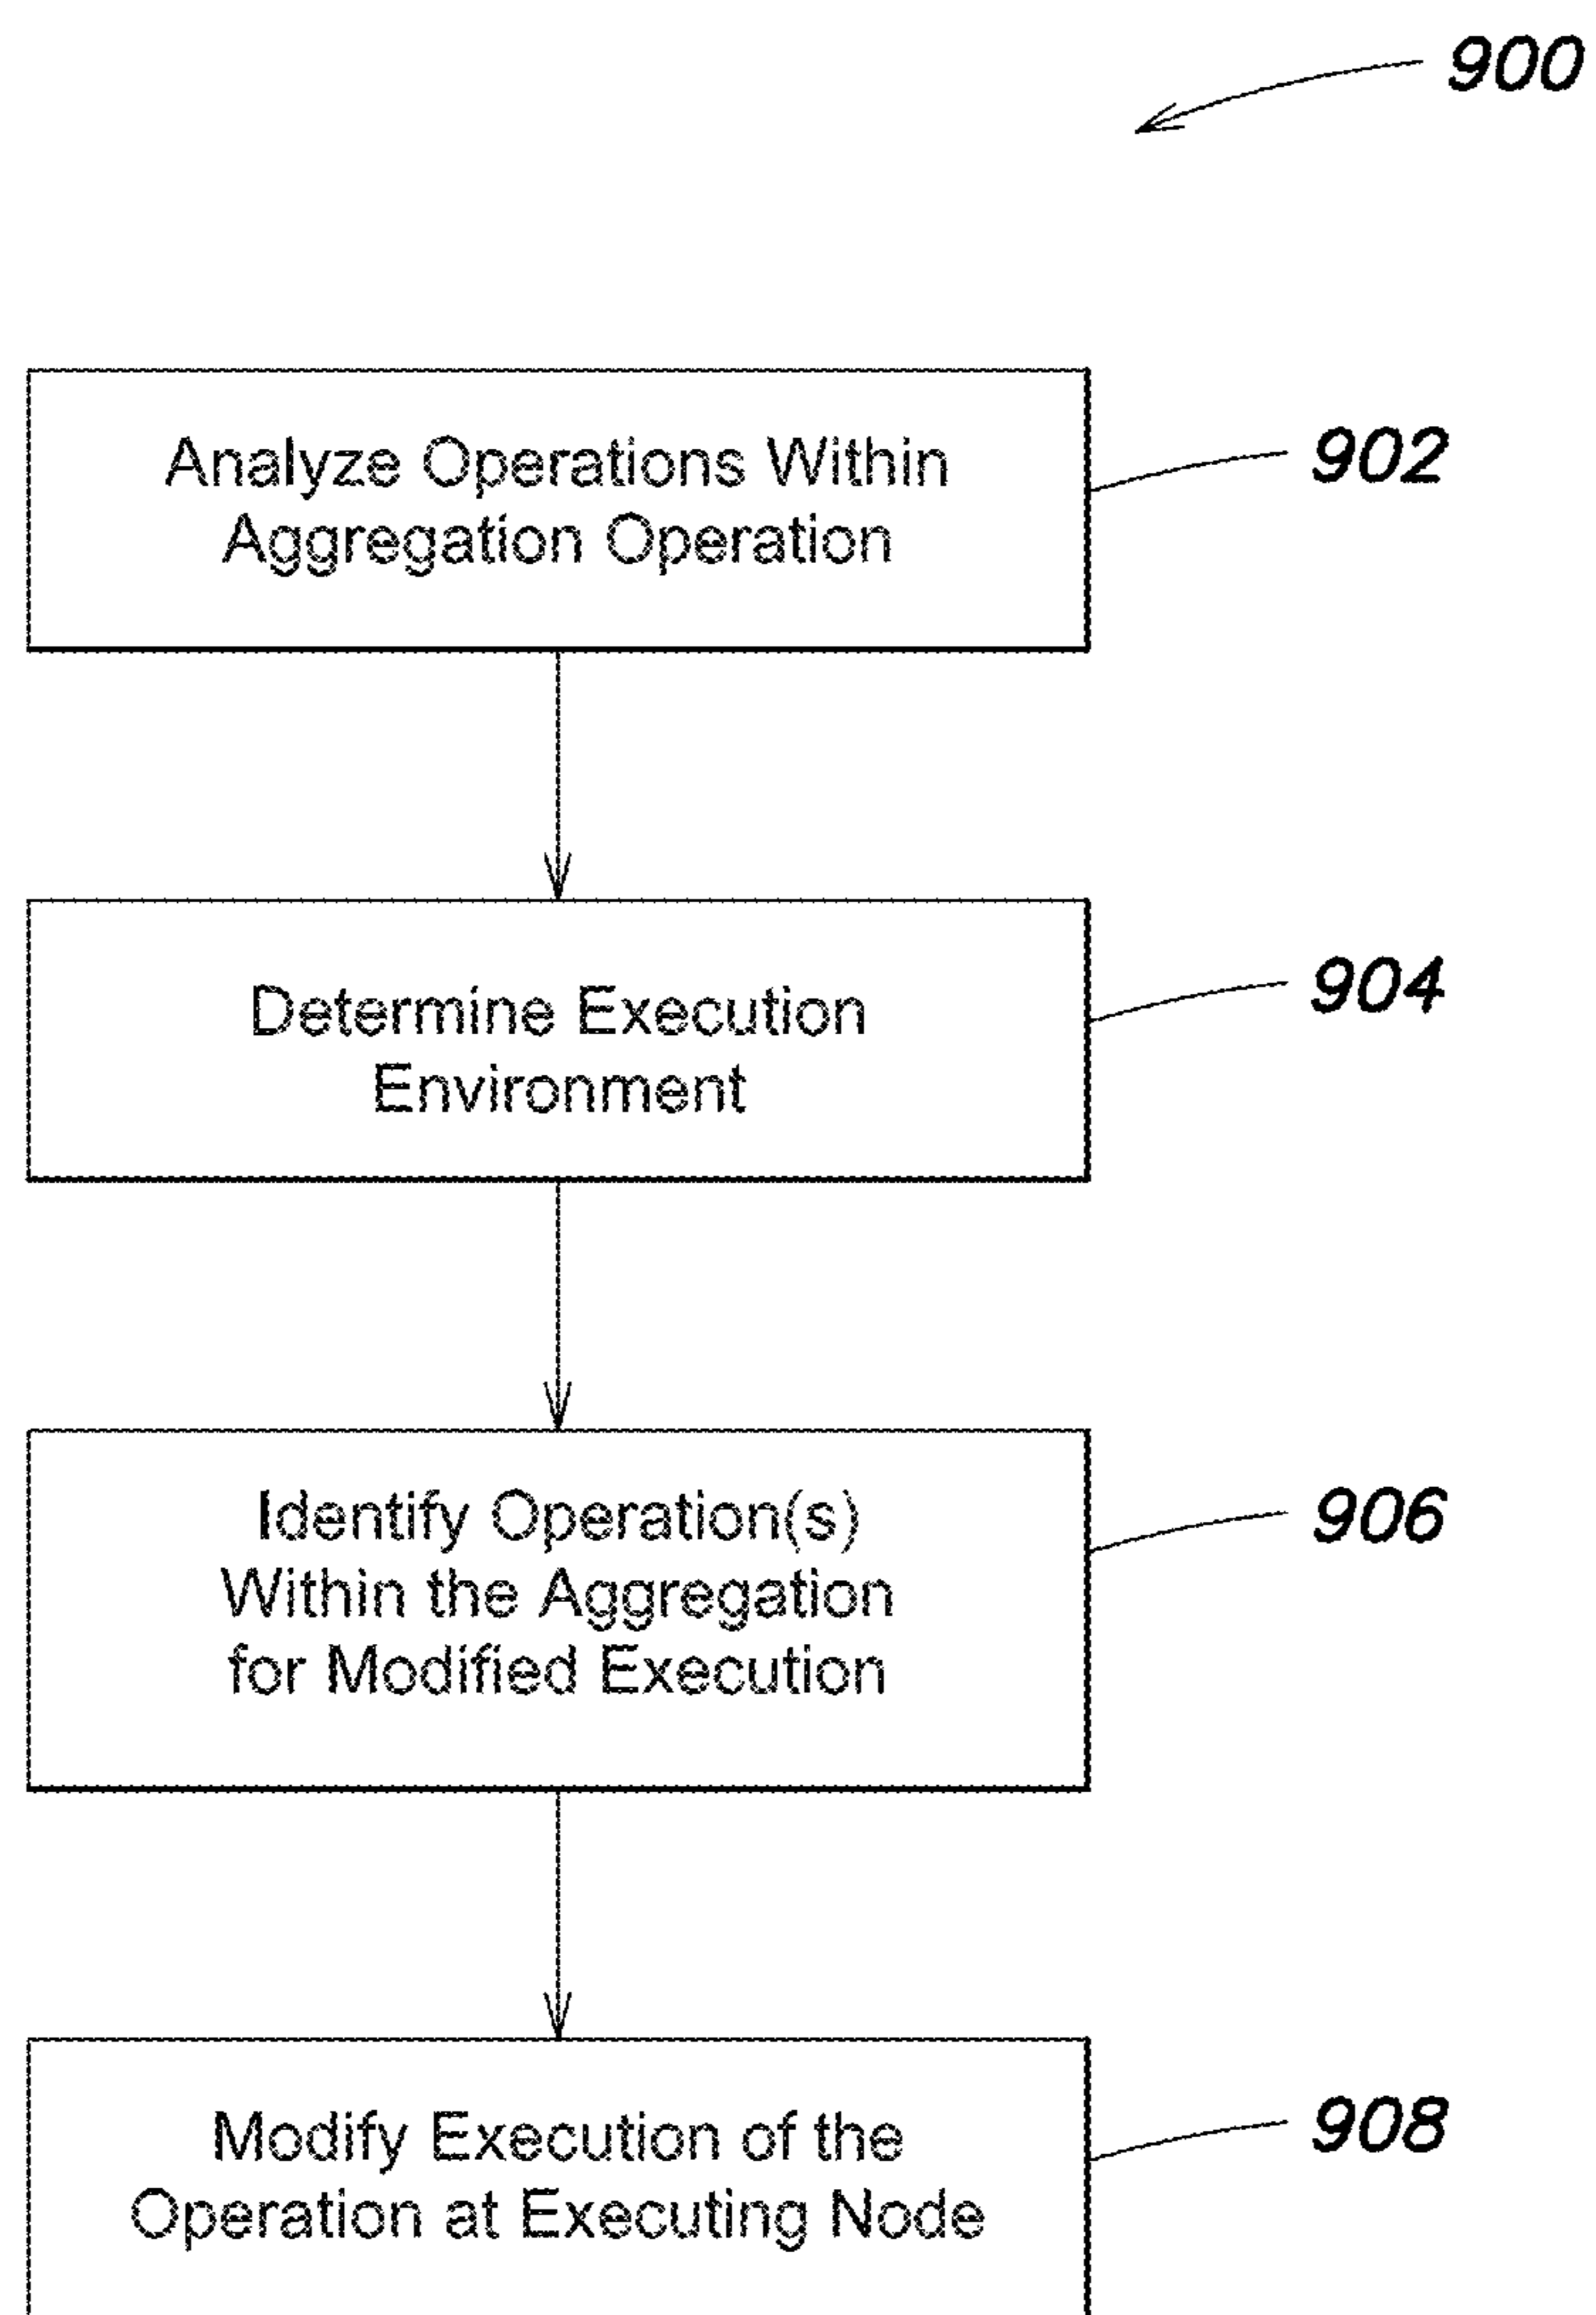 900
Analyze Operations Within
Aggregation Operation
902
Determine Execution
Environment
904
Identify Operation(s)
Within the Aggregation
for Modified Execution
906
Modify Execution of the
Operation at Executing Node
908